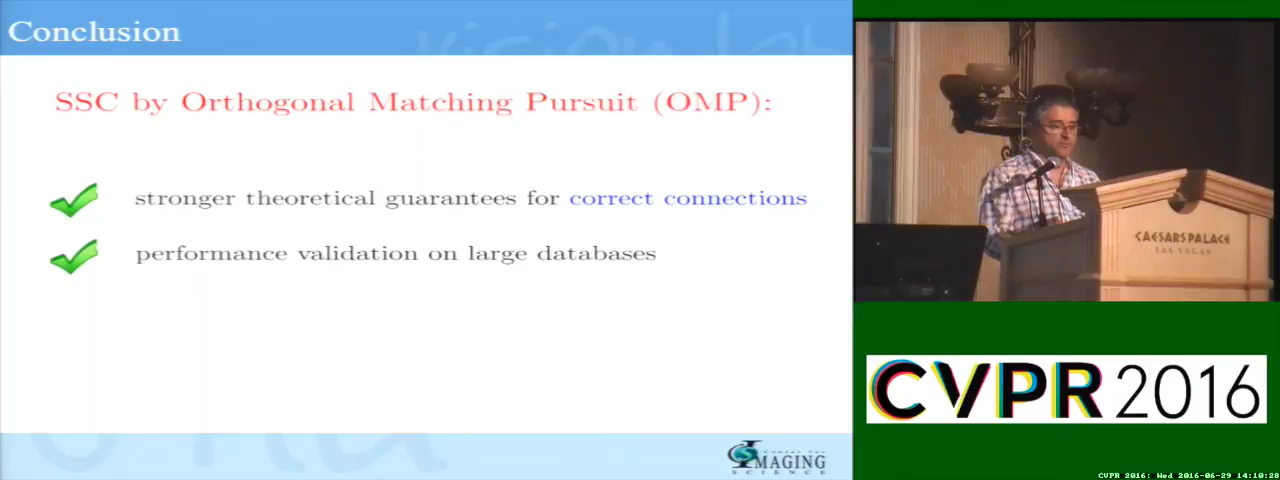 Conclusion
SSC by Orthogonal Matching Pursuit (OMP):
stronger theoretical guarantees for correct connections
performance validation on large databases
CAESARS PALACE
LAS VEGAS
CVPR 2016
IMAGING
SCIENCE
CVPR 2016: Wed 2016-06-29 14:10:28